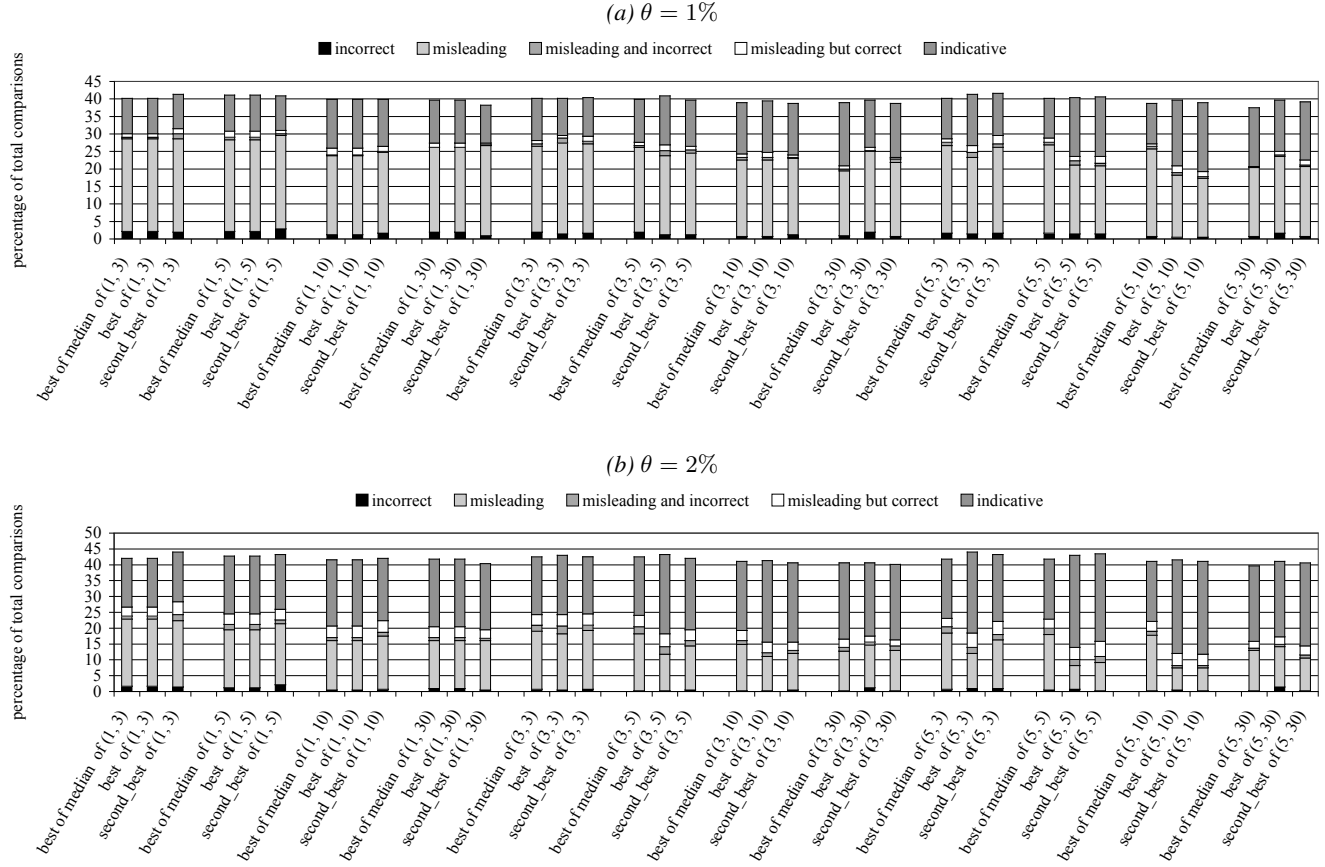 (a) θ = 1%
incorrect misleading misleading and incorrect misleading but correct indicative
percentage of total comparisons
45
40
35
30
25
20
15
10
5
0
best of median of (1, 3)
best of (1, 3)
second_best of (1, 3)
best of median of (1, 5)
best of (1, 5)
second_best of (1, 5)
best of median of (1, 10)
best of (1, 10)
second_best of (1, 10)
best of median of (1, 30)
best of (1, 30)
second_best of (1, 30)
best of median of (3, 3)
best of (3, 3)
second_best of (3, 3)
best of median of (3, 5)
best of (3, 5)
second_best of (3, 5)
best of median of (3, 10)
best of (3, 10)
second_best of (3, 10)
best of median of (3, 30)
best of (3, 30)
second_best of (3, 30)
best of median of (5, 3)
best of (5, 3)
second_best of (5, 3)
best of median of (5, 5)
best of (5, 5)
second_best of (5, 5)
best of median of (5, 10)
best of (5, 10)
second_best of (5, 10)
best of median of (5, 30)
best of (5, 30)
second_best of (5, 30)
(b) θ = 2%
incorrect misleading misleading and incorrect misleading but correct indicative
percentage of total comparisons
50
45
40
35
30
25
20
15
10
5
0
best of median of (1, 3)
best of (1, 3)
second_best of (1, 3)
best of median of (1, 5)
best of (1, 5)
second_best of (1, 5)
best of median of (1, 10)
best of (1, 10)
second_best of (1, 10)
best of median of (1, 30)
best of (1, 30)
second_best of (1, 30)
best of median of (3, 3)
best of (3, 3)
second_best of (3, 3)
best of median of (3, 5)
best of (3, 5)
second_best of (3, 5)
best of median of (3, 10)
best of (3, 10)
second_best of (3, 10)
best of median of (3, 30)
best of (3, 30)
second_best of (3, 30)
best of median of (5, 3)
best of (5, 3)
second_best of (5, 3)
best of median of (5, 5)
best of (5, 5)
second_best of (5, 5)
best of median of (5, 10)
best of (5, 10)
second_best of (5, 10)
best of median of (5, 30)
best of (5, 30)
second_best of (5, 30)